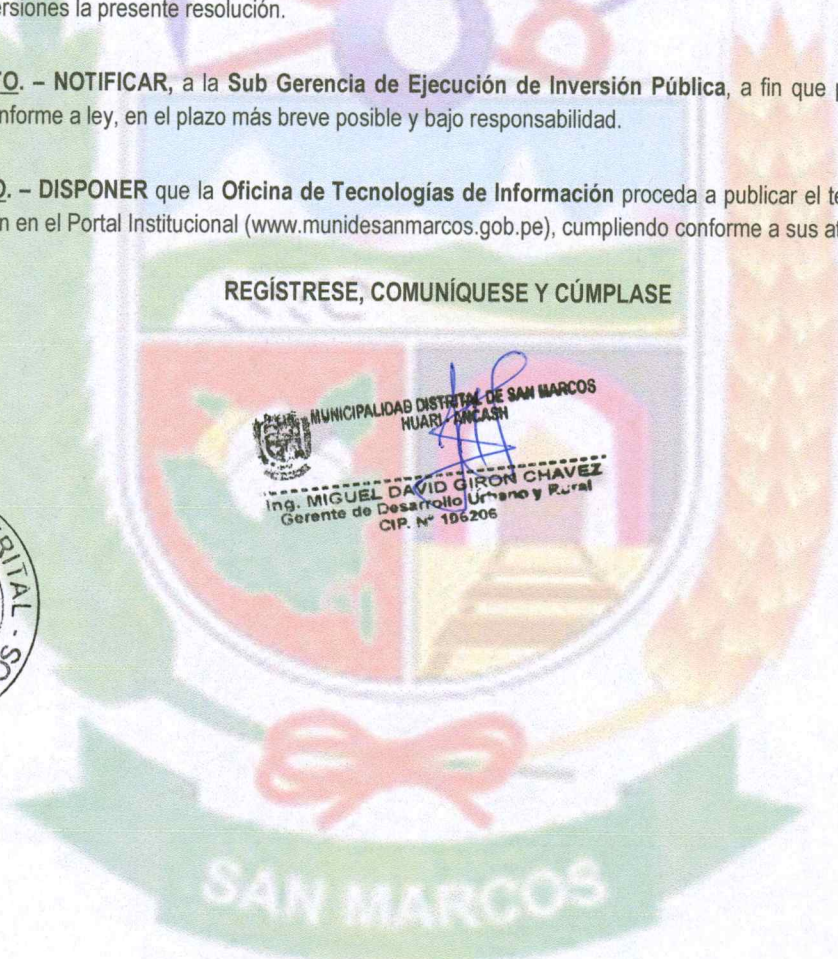 ersiones la presente resolución.
TO. – NOTIFICAR, a la Sub Gerencia de Ejecución de Inversión Pública, a fin que p
nforme a ley, en el plazo más breve posible y bajo responsabilidad.
O. – DISPONER que la Oficina de Tecnologías de Información proceda a publicar el te
n en el Portal Institucional (www.munidesanmarcos.gob.pe), cumpliendo conforme a sus at
REGÍSTRESE, COMUNÍQUESE Y CÚMPLASE
MUNICIPALIDAD DISTRITAL DE SAN MARCOS
HUARI - ANCASH
Ing. MIGUEL DAVID GIRON CHAVEZ
Gerente de Desarrollo Urbano y Rural
CIP. N° 196206
RITAL - 
SAN MARCOS